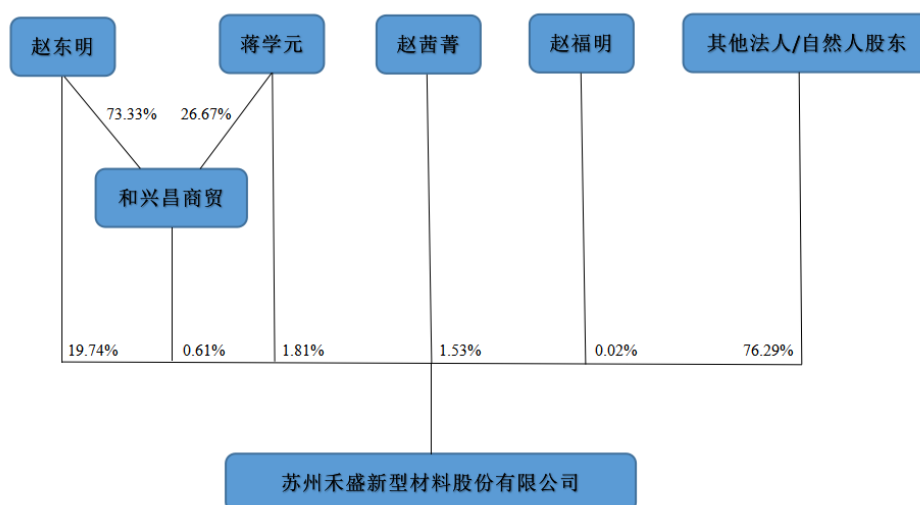 赵东明
蒋学元
赵茜菁
赵福明
其他法人/自然人股东
73.33%
26.67%
和兴昌商贸
19.74%
0.61%
1.81%
1.53%
0.02%
76.29%
苏州禾盛新型材料股份有限公司